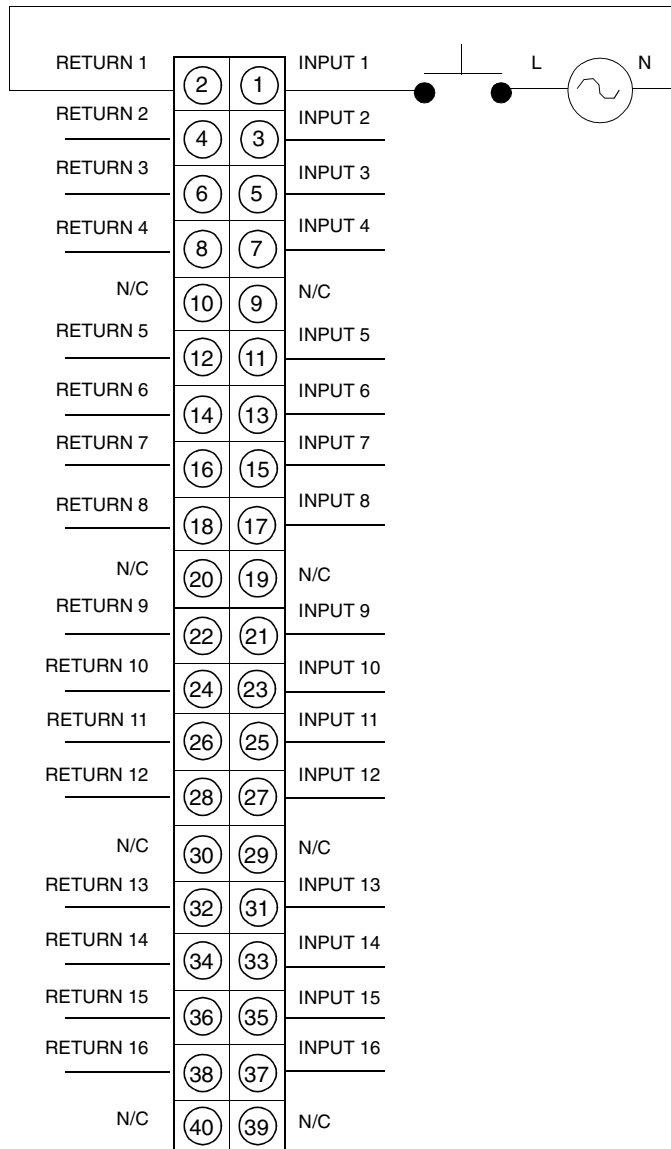 RETURN 1 2 1 INPUT 1 L N
RETURN 2 4 3 INPUT 2
RETURN 3 6 5 INPUT 3
RETURN 4 8 7 INPUT 4
N/C 10 9 N/C
RETURN 5 12 11 INPUT 5
RETURN 6 14 13 INPUT 6
RETURN 7 16 15 INPUT 7
RETURN 8 18 17 INPUT 8
N/C 20 19 N/C
RETURN 9 22 21 INPUT 9
RETURN 10 24 23 INPUT 10
RETURN 11 26 25 INPUT 11
RETURN 12 28 27 INPUT 12
N/C 30 29 N/C
RETURN 13 32 31 INPUT 13
RETURN 14 34 33 INPUT 14
RETURN 15 36 35 INPUT 15
RETURN 16 38 37 INPUT 16
N/C 40 39 N/C